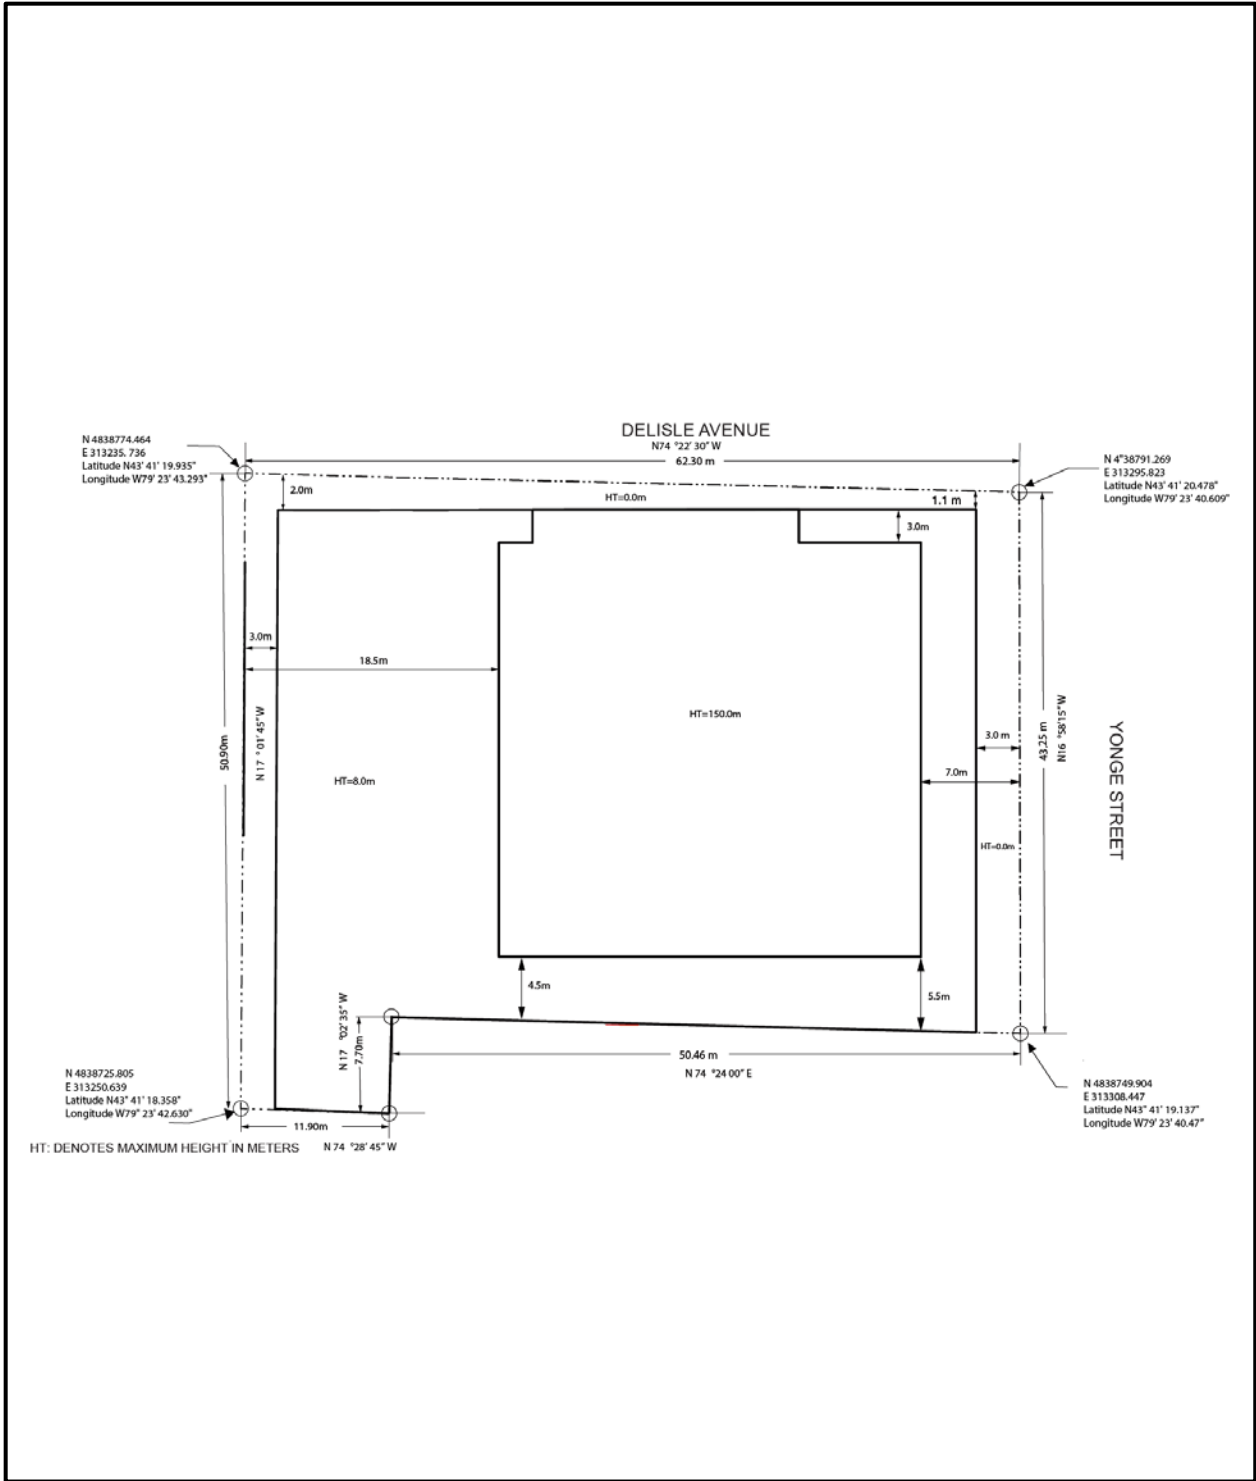 DELISLE AVENUE
N74 °22' 30" W
62.30 m
N 4838774.464
E 313235. 736
Latitude N43' 41' 19.935"
Longitude W79' 23' 43.293"
N 4"38791.269
E 313295.823
Latitude N43' 41' 20.478"
Longitude W79' 23' 40.609"
2.0m
HT=0.0m
1.1 m
3.0m
3.0m
18.5m
HT=150.0m
3.0 m
7.0m
43.25 m
N16 °58'15" W
YONGE STREET
50.90m
N 17 ° 01' 45" W
HT=8.0m
HT=0.0m
4.5m
5.5m
N 17 °02' 35" W
7.70m
50.46 m
N 74 °24 00" E
N 4838725.805
E 313250.639
Latitude N43° 41' 18.358"
Longitude W79° 23' 42.630"
N 4838749.904
E 313308.447
Latitude N43° 41' 19.137"
Longitude W79' 23' 40.47"
11.90m
HT: DENOTES MAXIMUM HEIGHT IN METERS
N 74 °28' 45" W